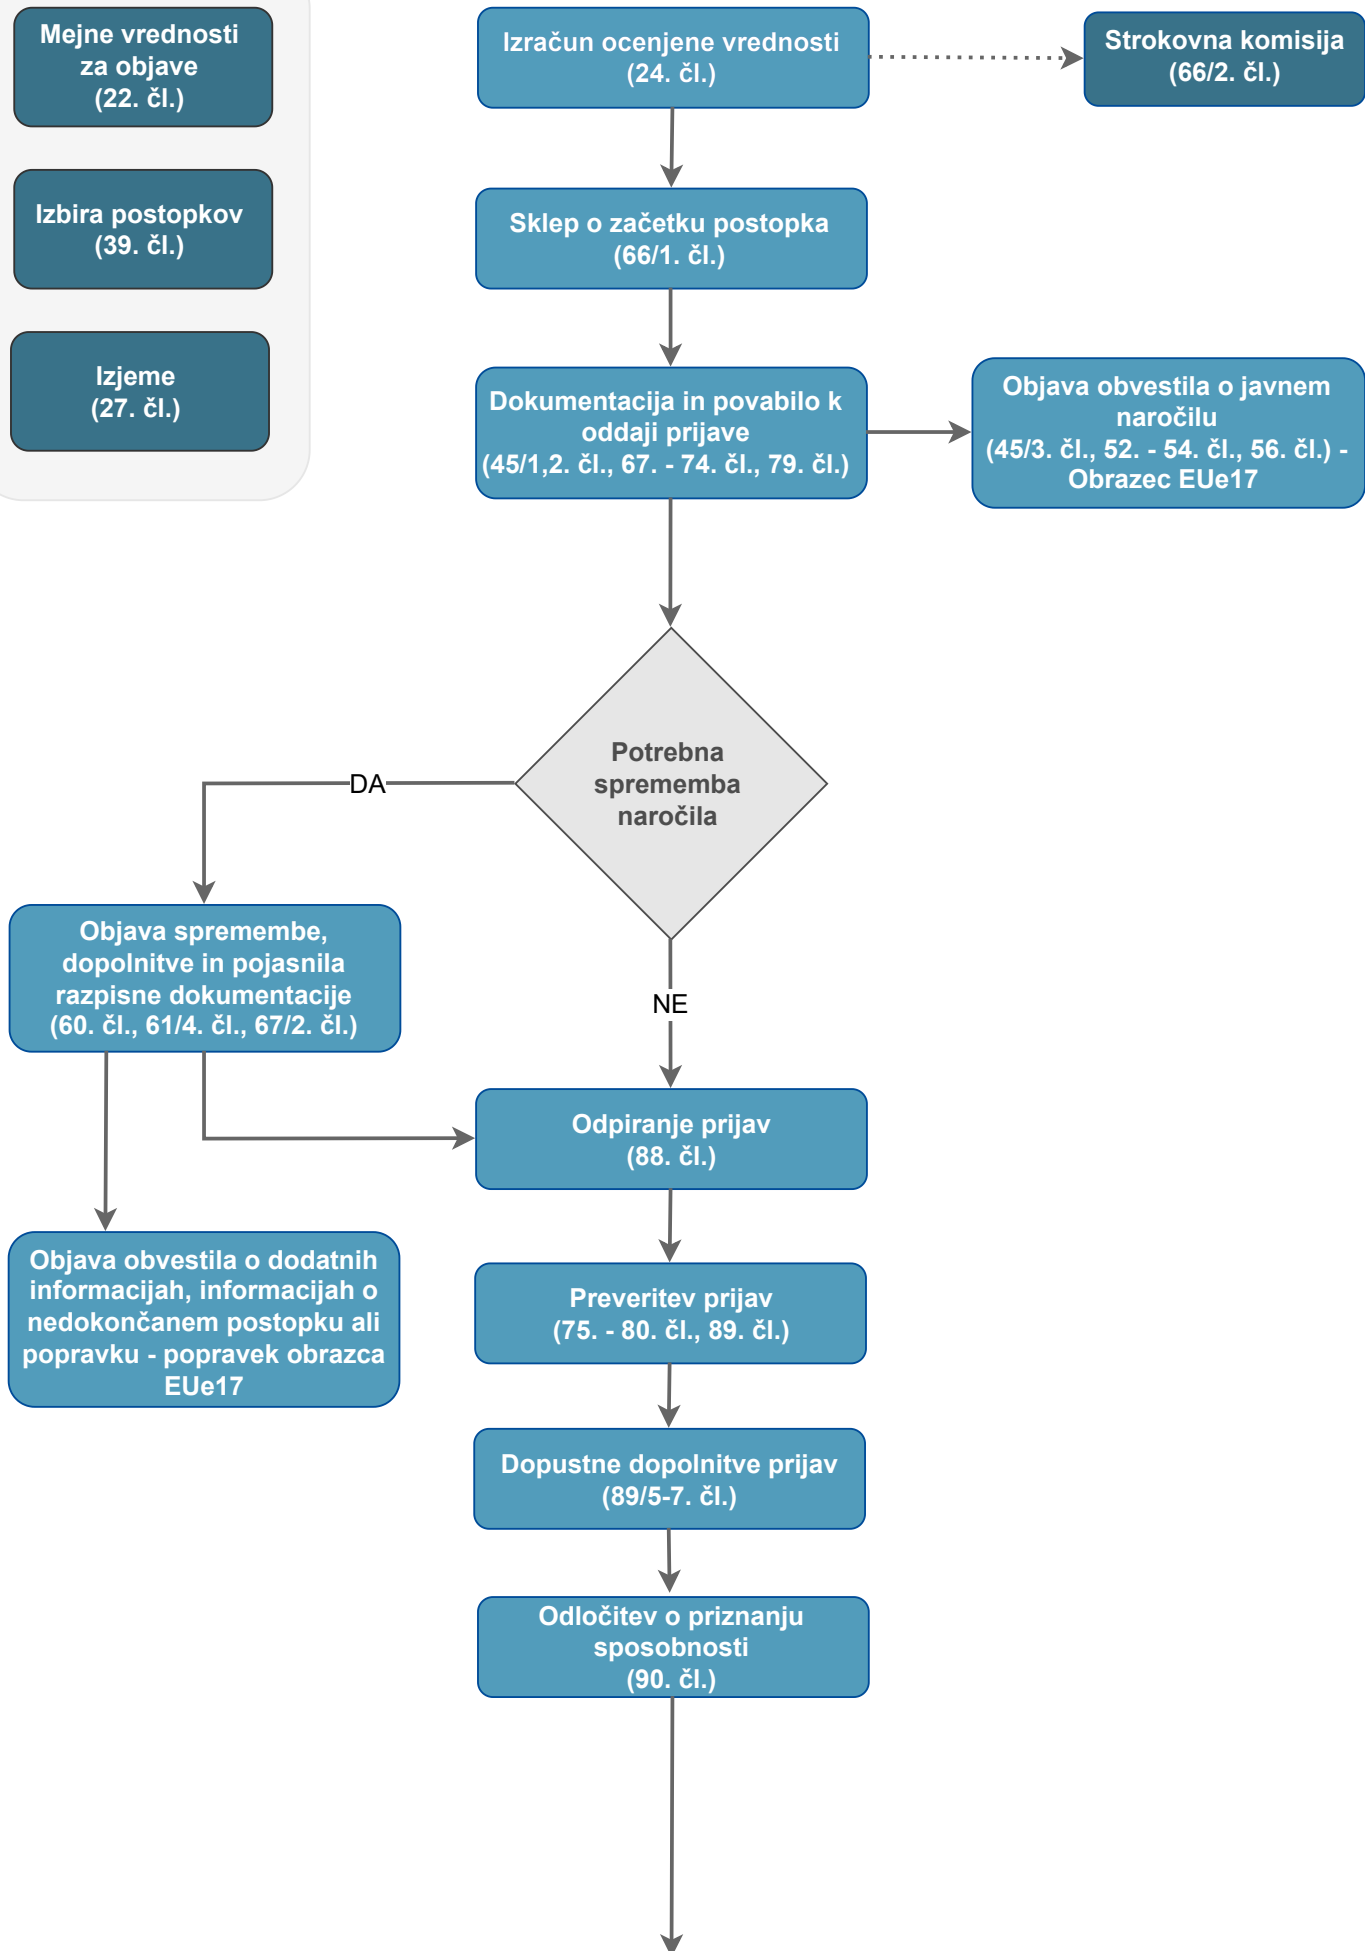 Mejne vrednosti
za objave
(22. čl.)
Izračun ocenjene vrednosti
(24. čl.)
Strokovna komisija
(66/2. čl.)
Izbira postopkov
(39. čl.)
Sklep o začetku postopka
(66/1. čl.)
Izjeme
(27. čl.)
Dokumentacija in povabilo k
oddaji prijave
(45/1,2. čl., 67. - 74. čl., 79. čl.)
Objava obvestila o javnem
naročilu
(45/3. čl., 52. - 54. čl., 56. čl.) -
Obrazec EUe17
Potrebna
sprememba
naročila
DA
Objava spremembe,
dopolnitve in pojasnila
razpisne dokumentacije
(60. čl., 61/4. čl., 67/2. čl.)
NE
Odpiranje prijav
(88. čl.)
Objava obvestila o dodatnih
informacijah, informacijah o
nedokončanem postopku ali
popravku - popravek obrazca
EUe17
Preveritev prijav
(75. - 80. čl., 89. čl.)
Dopustne dopolnitve prijav
(89/5-7. čl.)
Odločitev o priznanju
sposobnosti
(90. čl.)